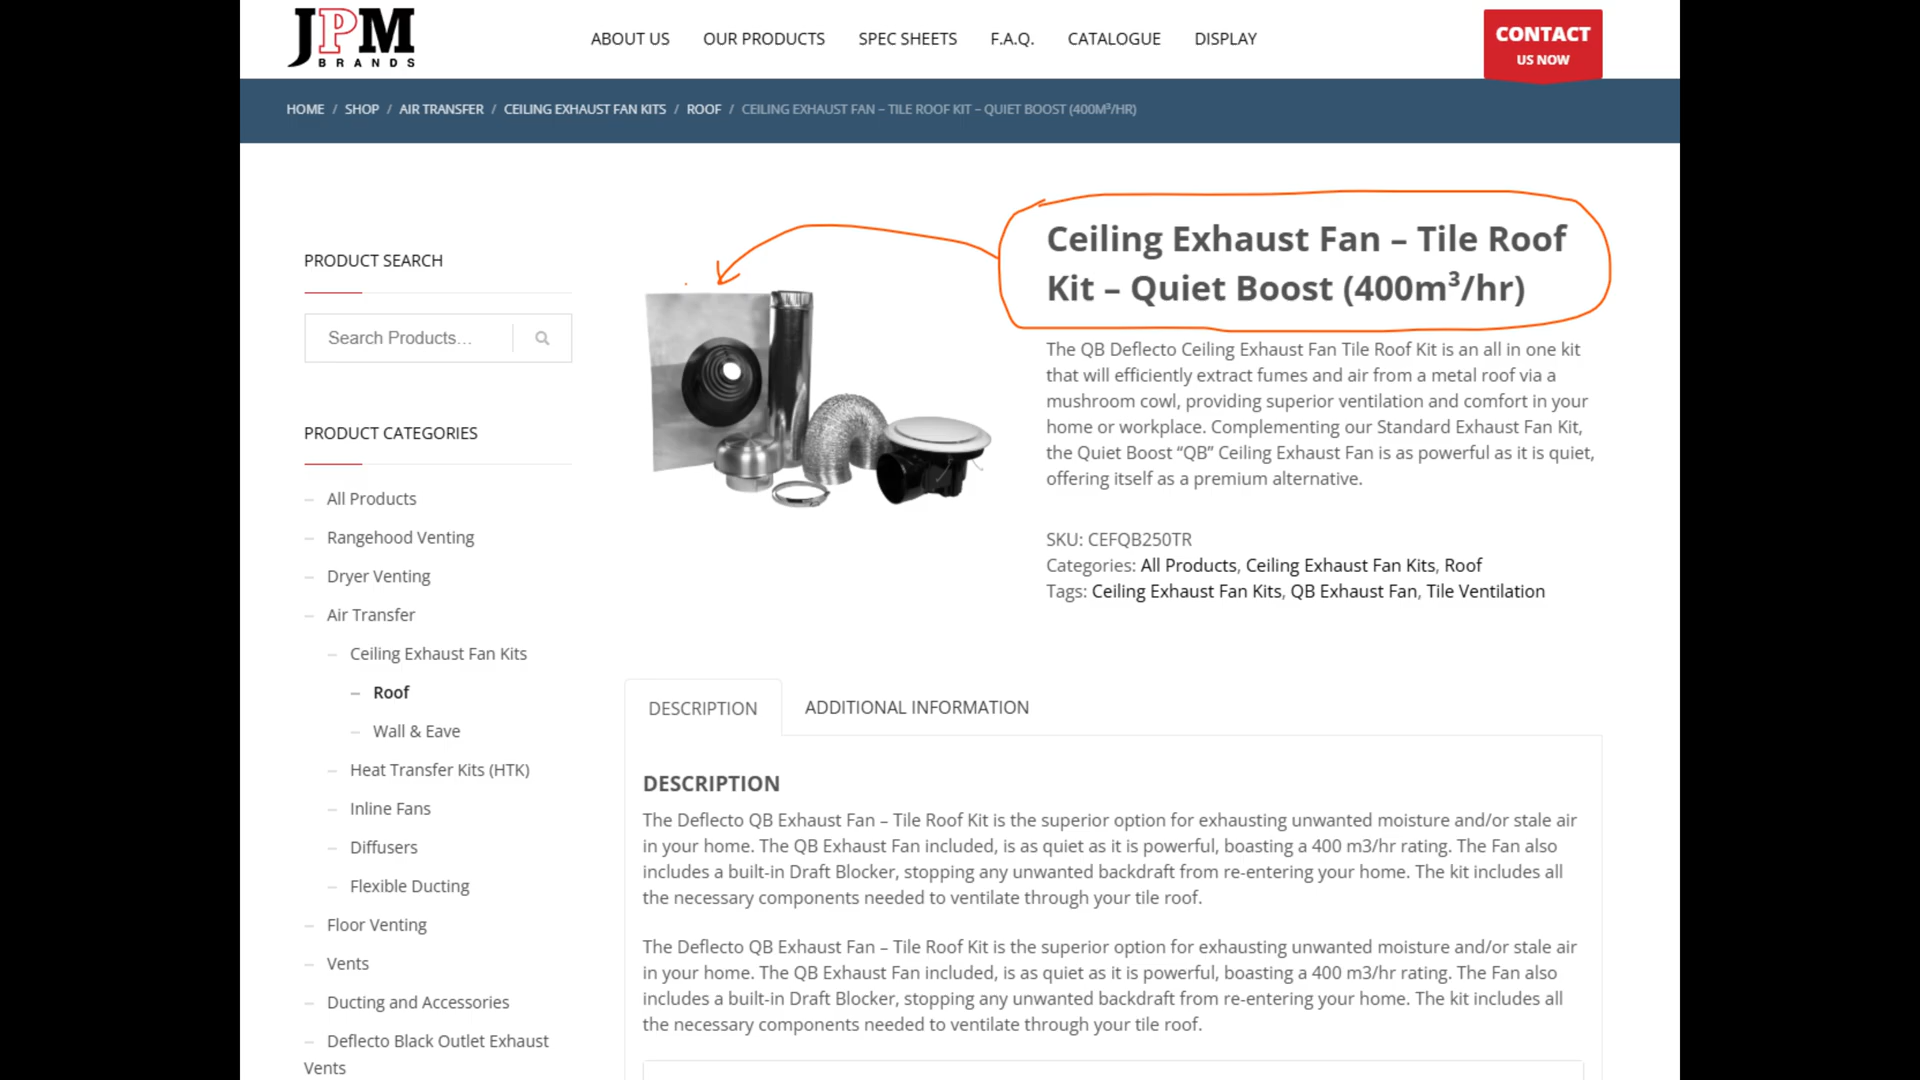 JPM
BRANDS
ABOUT US
OUR PRODUCTS
SPEC SHEETS
F.A.Q.
CATALOGUE
DISPLAY
CONTACT
US NOW
HOME / SHOP / AIR TRANSFER / CEILING EXHAUST FAN KITS / ROOF / CEILING EXHAUST FAN – TILE ROOF KIT – QUIET BOOST (400M³/HR)
PRODUCT SEARCH
Search Products…
PRODUCT CATEGORIES
– All Products
– Rangehood Venting
– Dryer Venting
– Air Transfer
– Ceiling Exhaust Fan Kits
– Roof
– Wall & Eave
– Heat Transfer Kits (HTK)
– Inline Fans
– Diffusers
– Flexible Ducting
– Floor Venting
– Vents
– Ducting and Accessories
– Deflecto Black Outlet Exhaust
Vents
Ceiling Exhaust Fan – Tile Roof
Kit – Quiet Boost (400m³/hr)
The QB Deflecto Ceiling Exhaust Fan Tile Roof Kit is an all in one kit
that will efficiently extract fumes and air from a metal roof via a
mushroom cowl, providing superior ventilation and comfort in your
home or workplace. Complementing our Standard Exhaust Fan Kit,
the Quiet Boost “QB” Ceiling Exhaust Fan is as powerful as it is quiet,
offering itself as a premium alternative.
SKU: CEFQB250TR
Categories: All Products, Ceiling Exhaust Fan Kits, Roof
Tags: Ceiling Exhaust Fan Kits, QB Exhaust Fan, Tile Ventilation
DESCRIPTION
ADDITIONAL INFORMATION
DESCRIPTION
The Deflecto QB Exhaust Fan – Tile Roof Kit is the superior option for exhausting unwanted moisture and/or stale air
in your home. The QB Exhaust Fan included, is as quiet as it is powerful, boasting a 400 m3/hr rating. The Fan also
includes a built-in Draft Blocker, stopping any unwanted backdraft from re-entering your home. The kit includes all
the necessary components needed to ventilate through your tile roof.
The Deflecto QB Exhaust Fan – Tile Roof Kit is the superior option for exhausting unwanted moisture and/or stale air
in your home. The QB Exhaust Fan included, is as quiet as it is powerful, boasting a 400 m3/hr rating. The Fan also
includes a built-in Draft Blocker, stopping any unwanted backdraft from re-entering your home. The kit includes all
the necessary components needed to ventilate through your tile roof.